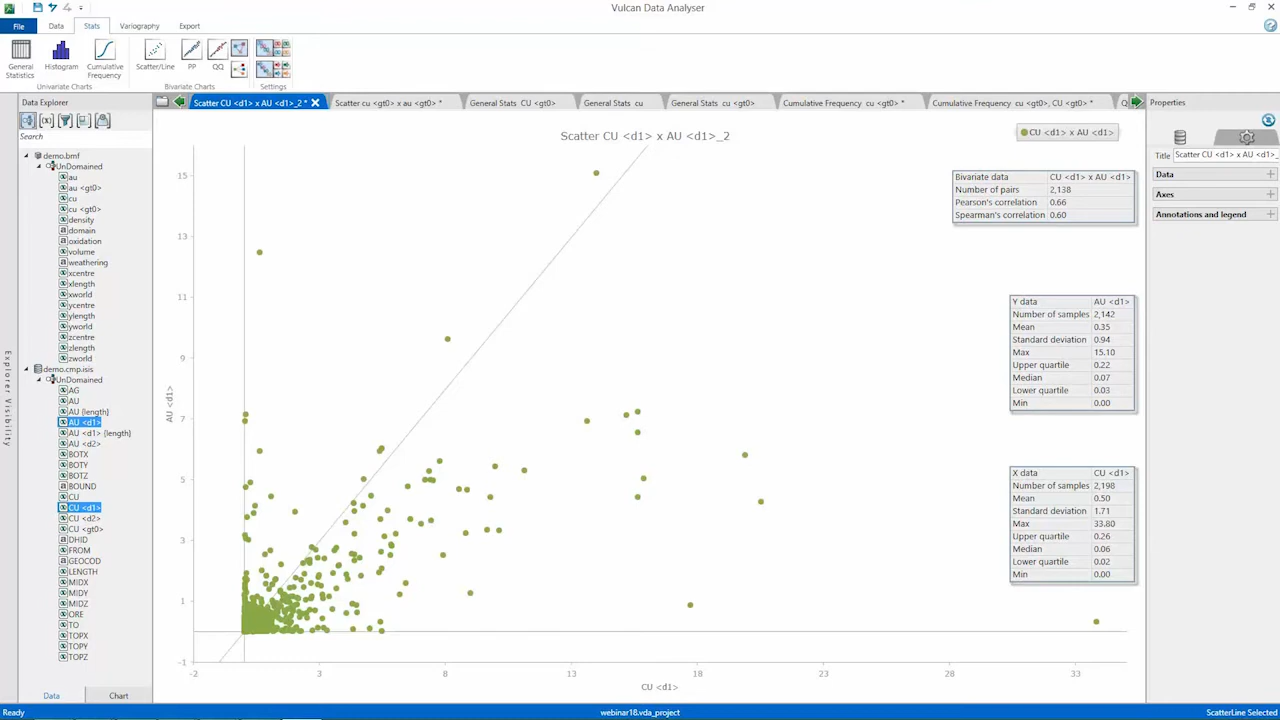 Vulcan Data Analyser
File Data Stats Variography Export
General Statistics Histogram Cumulative Frequency Scatter/Line PP QQ
Univariate Charts Bivariate Charts Settings
Data Explorer
Scatter CU <d1> x AU <d1>_2 *
Scatter cu <gt0> x au <gt0> *
General Stats CU <gt0>
General Stats cu
General Stats cu <gt0>
Cumulative Frequency cu <gt0> *
Cumulative Frequency cu <gt0>, CU <gt0> *
Properties
Search
Explorer Visibility
demo.bmf
UnDomained
au
au <gt0>
cu
cu <gt0>
density
domain
oxidation
volume
weathering
xcentre
xlength
xworld
ycentre
ylength
yworld
zcentre
zlength
zworld
demo.cmp.isis
UnDomained
AG
AU
AU {length}
AU <d1>
AU <d1> {length}
AU <d2>
BOTX
BOTY
BOTZ
BOUND
CU
CU <d1>
CU <d2>
CU <gt0>
DHID
FROM
GEOCOD
LENGTH
MIDX
MIDY
MIDZ
ORE
TO
TOPX
TOPY
TOPZ
Data Chart
Scatter CU <d1> x AU <d1>_2
CU <d1> x AU <d1>
Bivariate data CU <d1> x AU <d1>
Number of pairs 2,138
Pearson's correlation 0.66
Spearman's correlation 0.60
Y data AU <d1>
Number of samples 2,142
Mean 0.35
Standard deviation 0.94
Max 15.10
Upper quartile 0.22
Median 0.07
Lower quartile 0.03
Min 0.00
X data CU <d1>
Number of samples 2,198
Mean 0.50
Standard deviation 1.71
Max 33.80
Upper quartile 0.26
Median 0.06
Lower quartile 0.02
Min 0.00
AU <d1>
15
13
11
9
7
5
3
1
-1
-2 3 8 13 18 23 28 33
CU <d1>
Title Scatter CU <d1> x AU <d1>_
Data
Axes
Annotations and legend
Ready webinar18.vda_project ScatterLine Selected